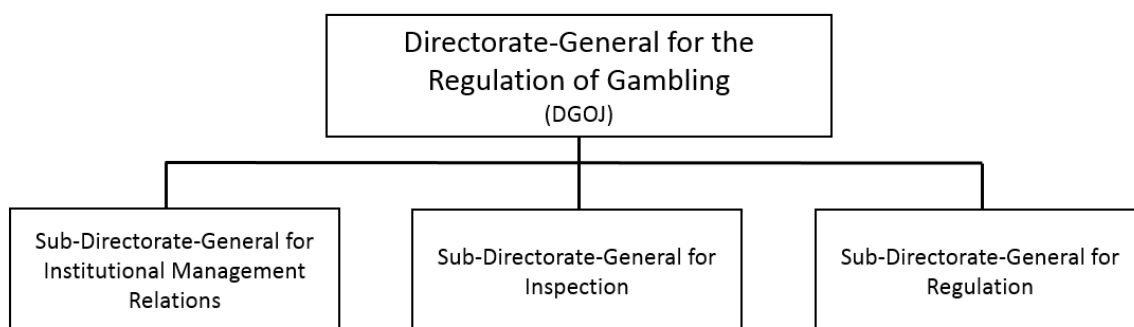 Directorate-General for the
Regulation of Gambling
(DGOJ)
Sub-Directorate-General for
Institutional Management
Relations
Sub-Directorate-General for
Inspection
Sub-Directorate-General for
Regulation